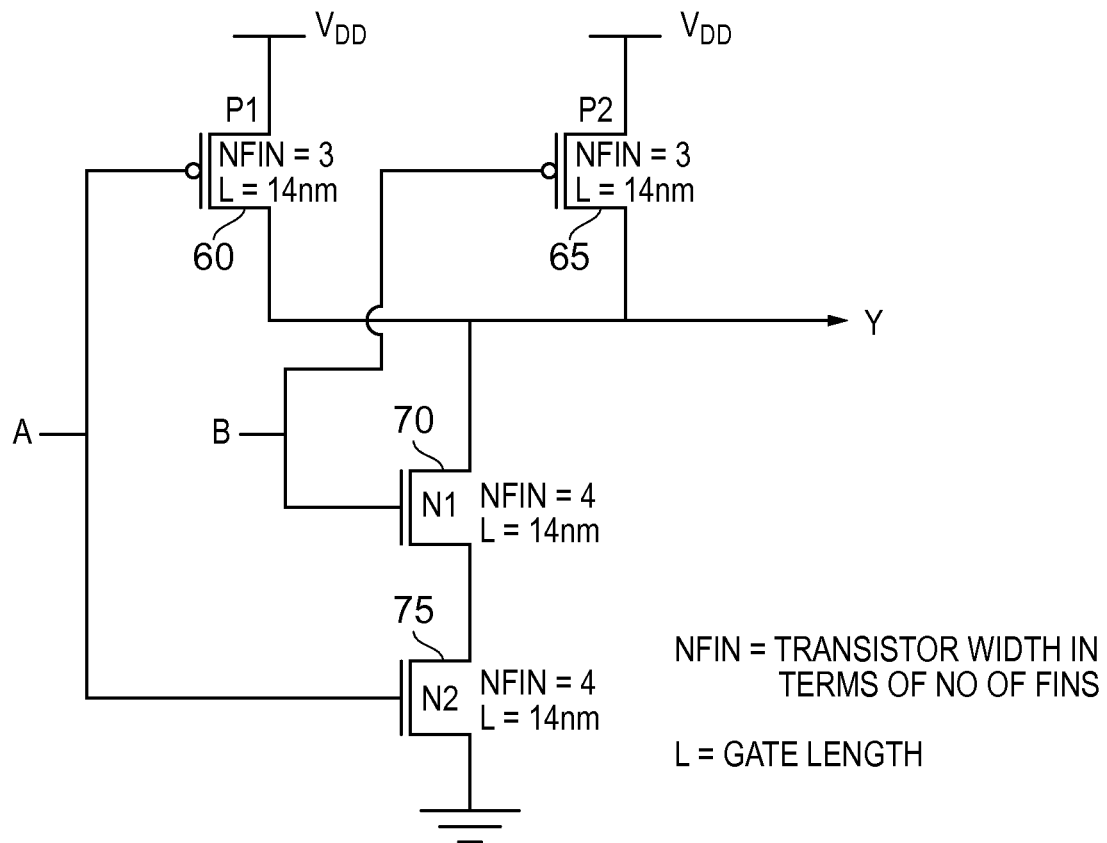 VDD
VDD
P1
NFIN = 3
L = 14nm
60
P2
NFIN = 3
L = 14nm
65
Y
A
B
70
N1
NFIN = 4
L = 14nm
75
N2
NFIN = 4
L = 14nm
NFIN = TRANSISTOR WIDTH IN
TERMS OF NO OF FINS
L = GATE LENGTH